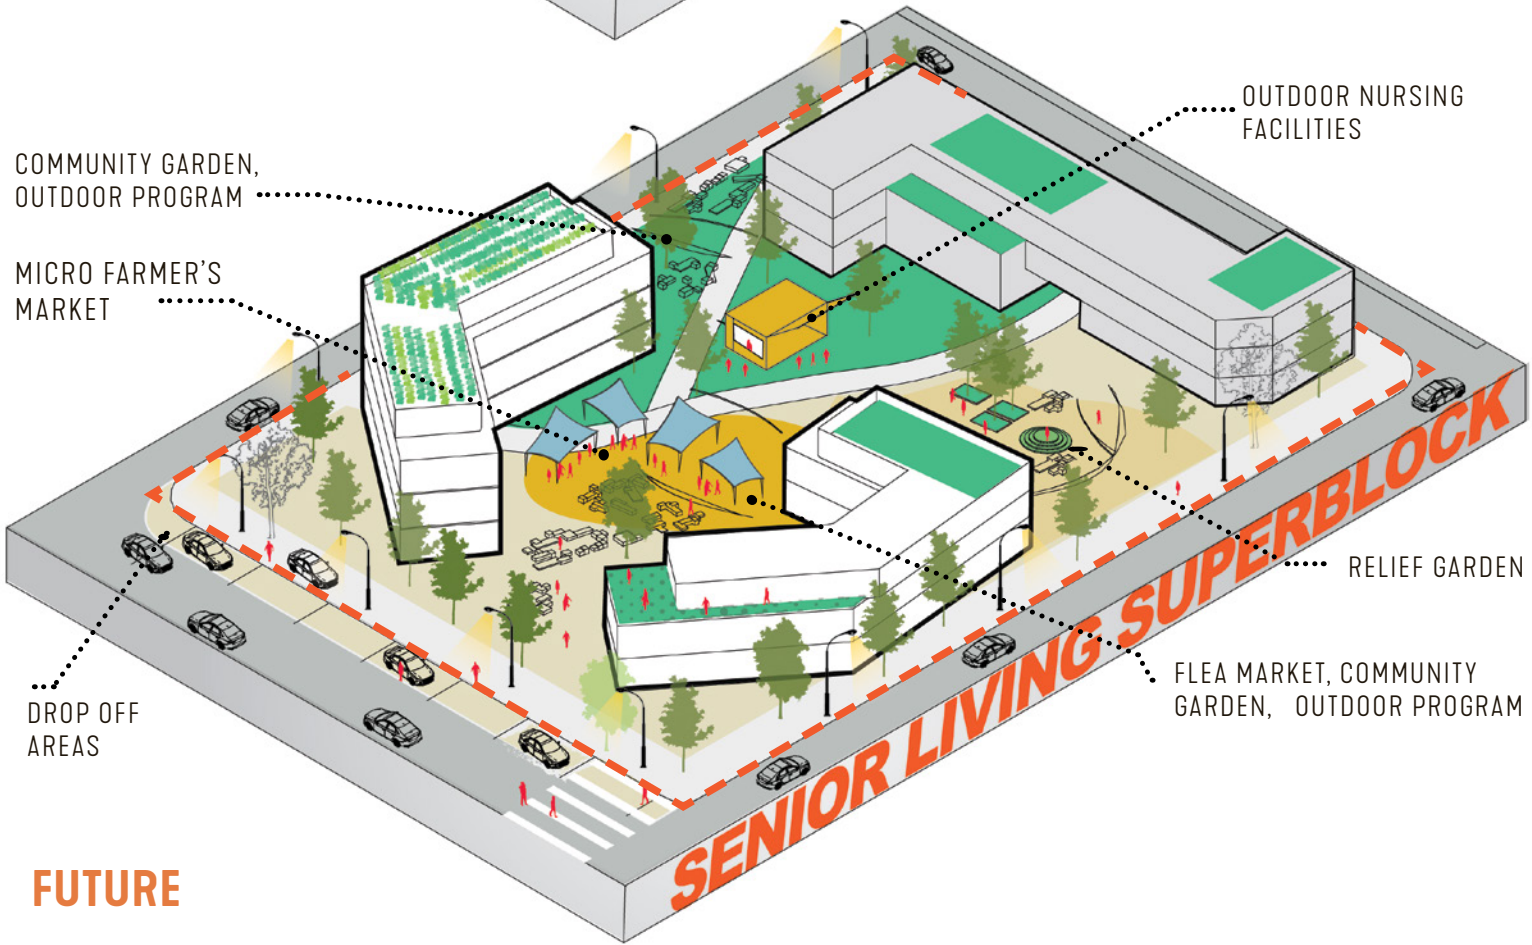 OUTDOOR NURSING
FACILITIES
COMMUNITY GARDEN,
OUTDOOR PROGRAM
MICRO FARMER'S
MARKET
RELIEF GARDEN
FLEA MARKET, COMMUNITY
GARDEN, OUTDOOR PROGRAM
DROP OFF
AREAS
SENIOR LIVING SUPERBLOCK
FUTURE